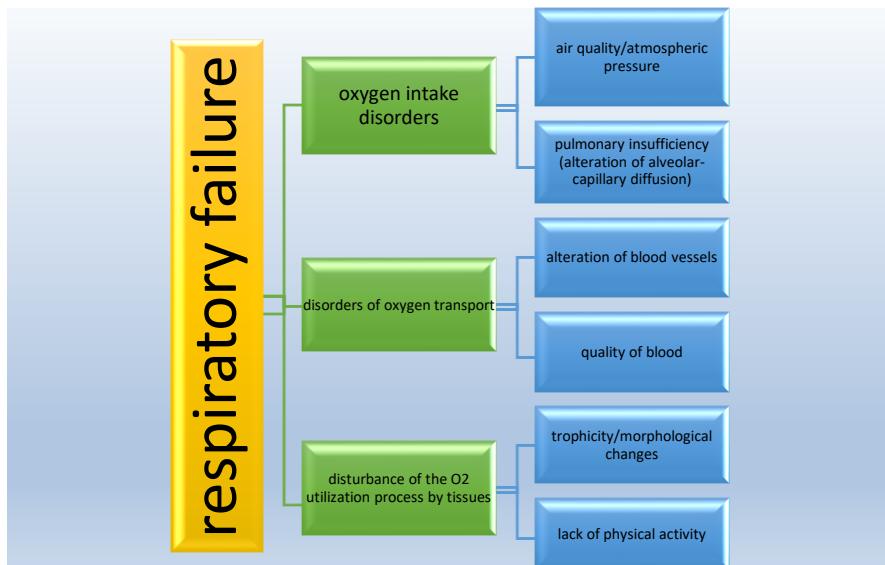 respiratory failure
oxygen intake
disorders
air quality/atmospheric
pressure
pulmonary insufficiency
(alteration of alveolar-
capillary diffusion)
disorders of oxygen transport
alteration of blood vessels
quality of blood
disturbance of the O2
utilization process by tissues
trophicity/morphological
changes
lack of physical activity